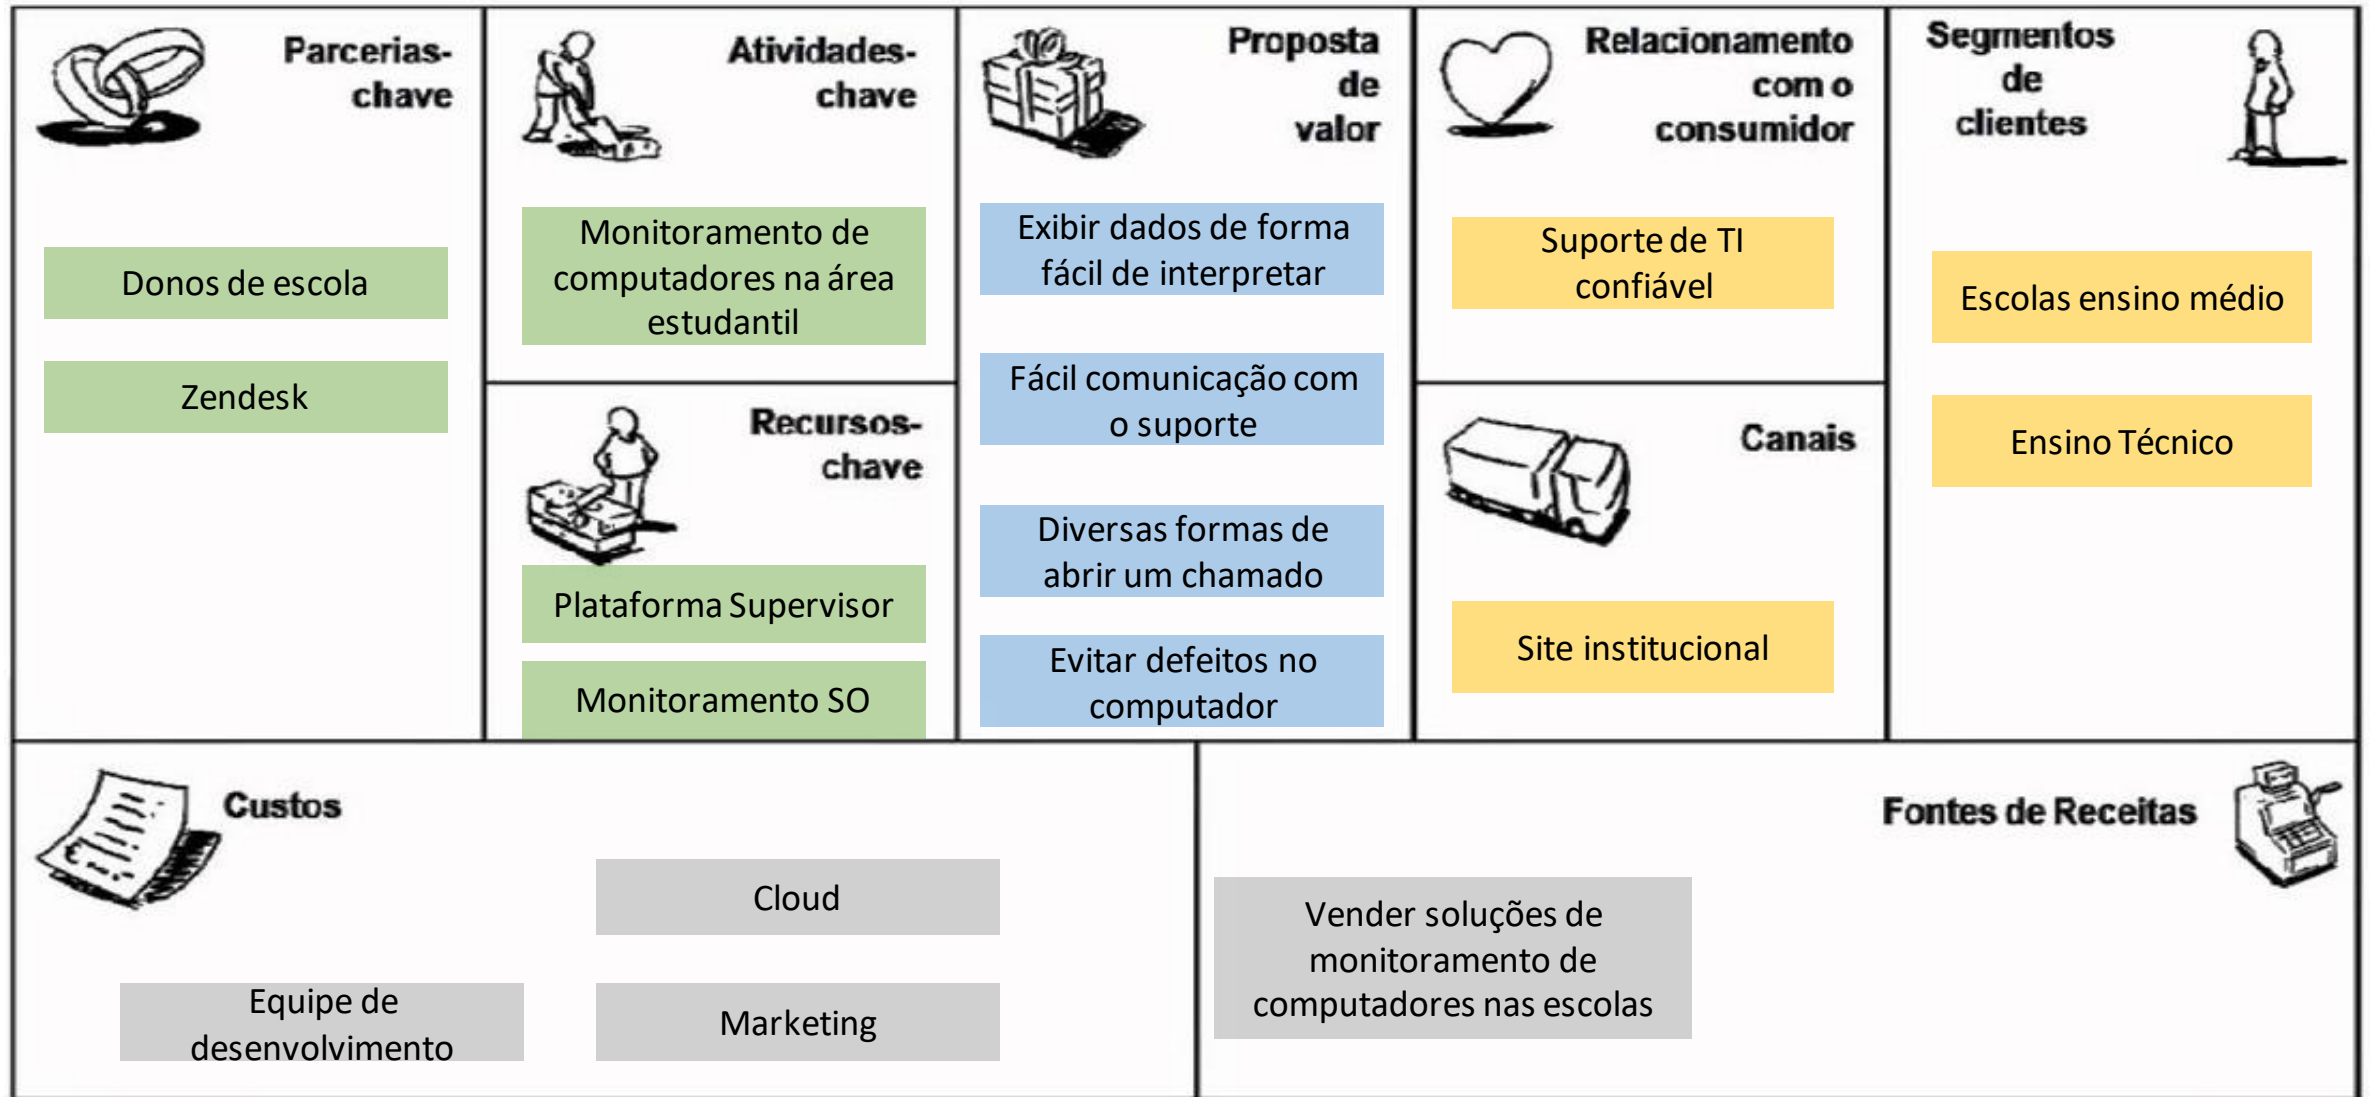 Parcerias-
chave
Donos de escola
Zendesk
Atividades-
chave
Monitoramento de
computadores na área
estudantil
Recursos-
chave
Plataforma Supervisor
Monitoramento SO
Proposta
de
valor
Exibir dados de forma
fácil de interpretar
Fácil comunicação com
o suporte
Diversas formas de
abrir um chamado
Evitar defeitos no
computador
Relacionamento
com o
consumidor
Suporte de TI
confiável
Canais
Site institucional
Segmentos
de
clientes
Escolas ensino médio
Ensino Técnico
Custos
Cloud
Equipe de
desenvolvimento
Marketing
Fontes de Receitas
Vender soluções de
monitoramento de
computadores nas escolas